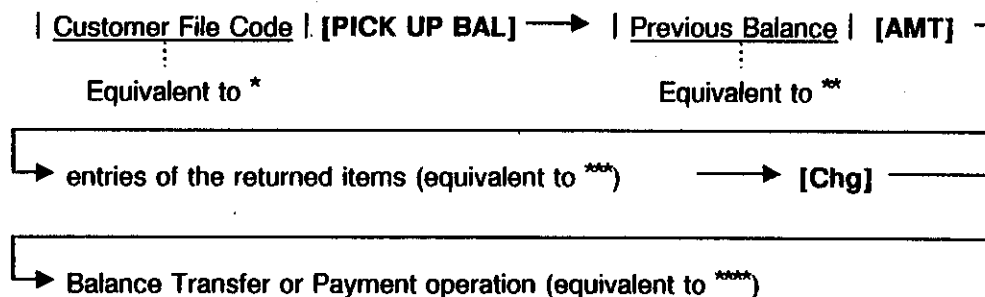 | Customer File Code | [PICK UP BAL] → | Previous Balance | [AMT]
Equivalent to * Equivalent to **
entries of the returned items (equivalent to ***) → [Chg]
Balance Transfer or Payment operation (equivalent to ****)